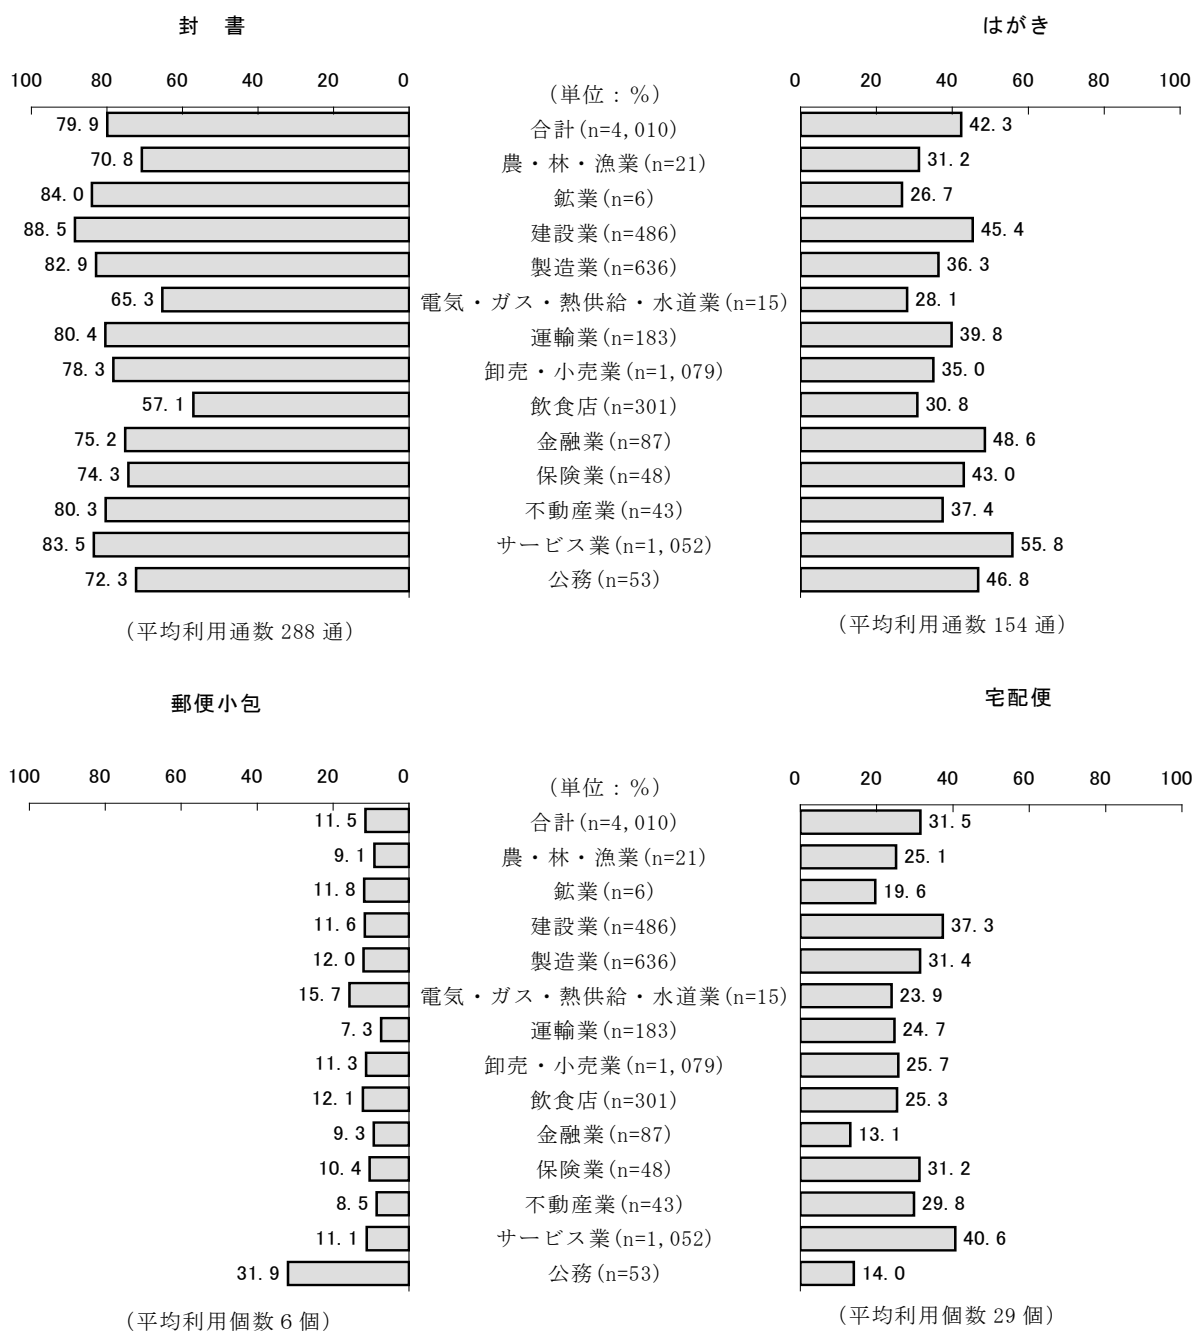 封　書 はがき
100 80 60 40 20 0 0 20 40 60 80 100
（単位：％）
79.9 合計(n=4,010) 42.3
70.8 農・林・漁業(n=21) 31.2
84.0 鉱業(n=6) 26.7
88.5 建設業(n=486) 45.4
82.9 製造業(n=636) 36.3
65.3 電気・ガス・熱供給・水道業(n=15) 28.1
80.4 運輸業(n=183) 39.8
78.3 卸売・小売業(n=1,079) 35.0
57.1 飲食店(n=301) 30.8
75.2 金融業(n=87) 48.6
74.3 保険業(n=48) 43.0
80.3 不動産業(n=43) 37.4
83.5 サービス業(n=1,052) 55.8
72.3 公務(n=53) 46.8
（平均利用通数 288 通） （平均利用通数 154 通）
郵便小包 宅配便
100 80 60 40 20 0 0 20 40 60 80 100
（単位：％）
11.5 合計(n=4,010) 31.5
9.1 農・林・漁業(n=21) 25.1
11.8 鉱業(n=6) 19.6
11.6 建設業(n=486) 37.3
12.0 製造業(n=636) 31.4
15.7 電気・ガス・熱供給・水道業(n=15) 23.9
7.3 運輸業(n=183) 24.7
11.3 卸売・小売業(n=1,079) 25.7
12.1 飲食店(n=301) 25.3
9.3 金融業(n=87) 13.1
10.4 保険業(n=48) 31.2
8.5 不動産業(n=43) 29.8
11.1 サービス業(n=1,052) 40.6
31.9 公務(n=53) 14.0
（平均利用個数 6 個） （平均利用個数 29 個）